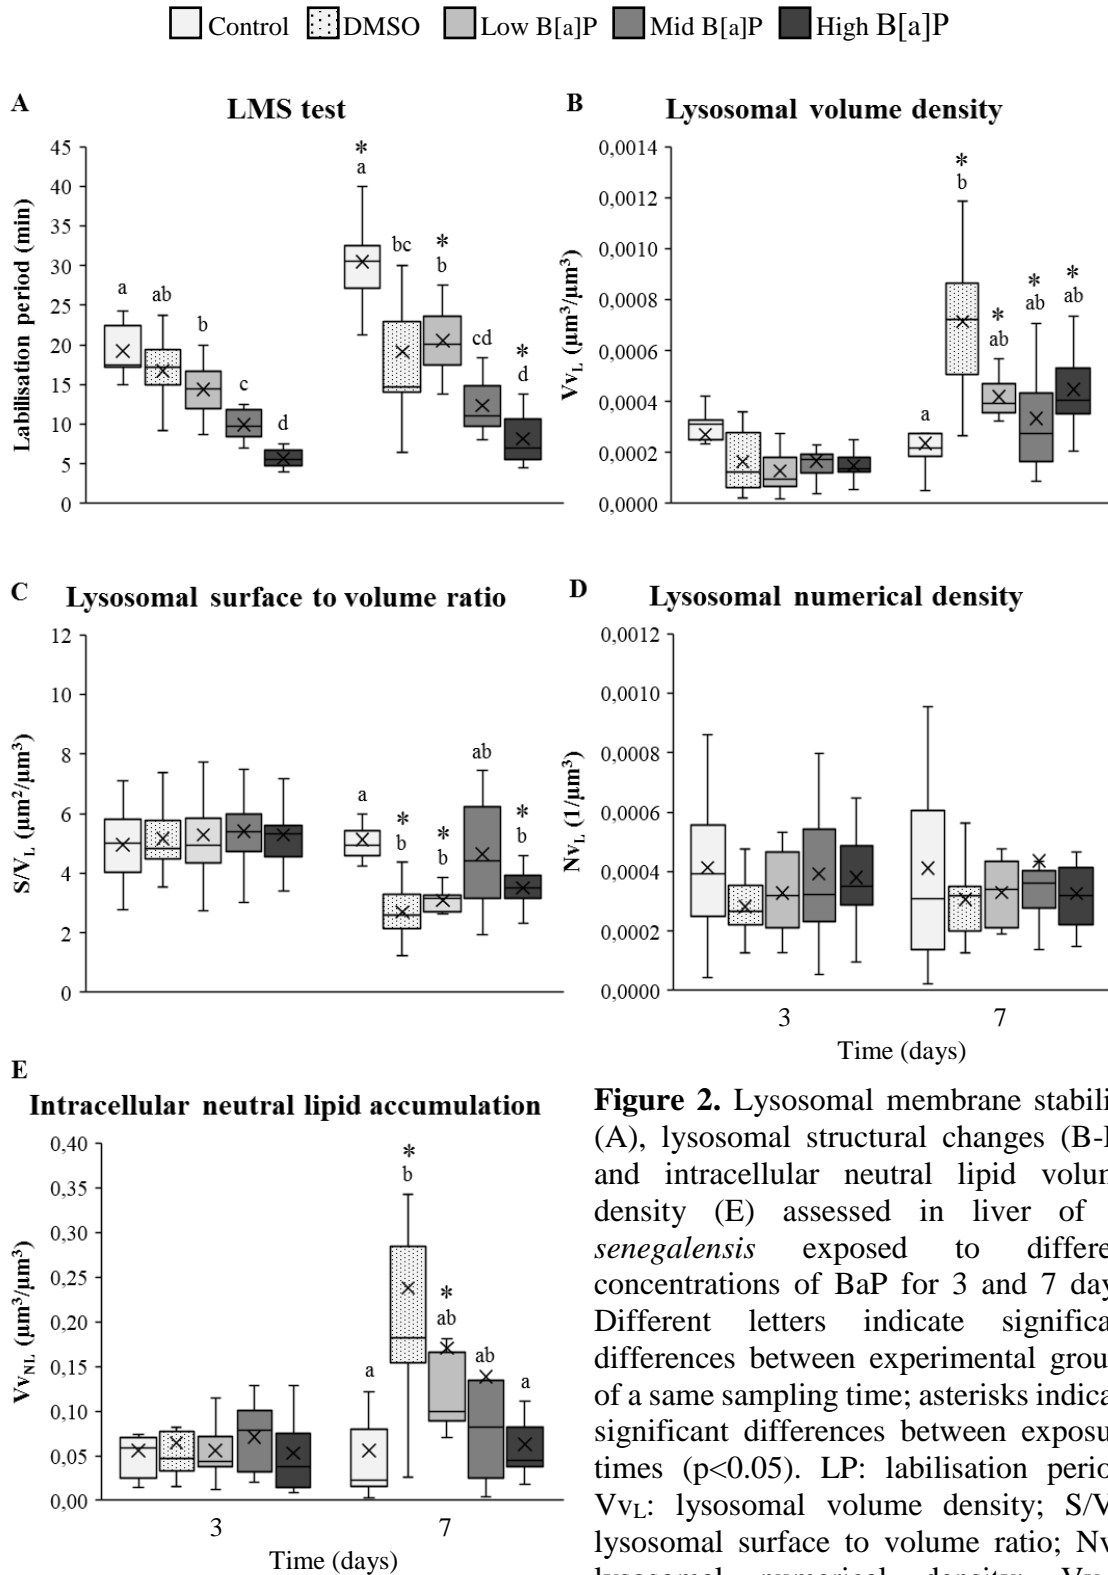 Control DMSO Low B[a]P Mid B[a]P High B[a]P
A
LMS test
Labilisation period (min)
45
40
35
30
25
20
15
10
5
0
a ab b c d
* a bc * b cd * d
B
Lysosomal volume density
VvL (µm³/µm³)
0,0014
0,0012
0,0010
0,0008
0,0006
0,0004
0,0002
0,0000
a * b * ab * ab * ab
C
Lysosomal surface to volume ratio
S/VL (µm²/µm³)
12
10
8
6
4
2
0
a * b * b ab * b
D
Lysosomal numerical density
NvL (1/µm³)
0,0012
0,0010
0,0008
0,0006
0,0004
0,0002
0,0000
3 7
Time (days)
E
Intracellular neutral lipid accumulation
VvNL (µm³/µm³)
0,40
0,35
0,30
0,25
0,20
0,15
0,10
0,05
0,00
a * b * ab ab a
3 7
Time (days)
Figure 2. Lysosomal membrane stabili
(A), lysosomal structural changes (B-
and intracellular neutral lipid volum
density (E) assessed in liver of
senegalensis exposed to differe
concentrations of BaP for 3 and 7 day
Different letters indicate significa
differences between experimental group
of a same sampling time; asterisks indica
significant differences between exposu
times (p<0.05). LP: labilisation perio
VvL: lysosomal volume density; S/V
lysosomal surface to volume ratio; Nv
lysosomal numerical density; Vv